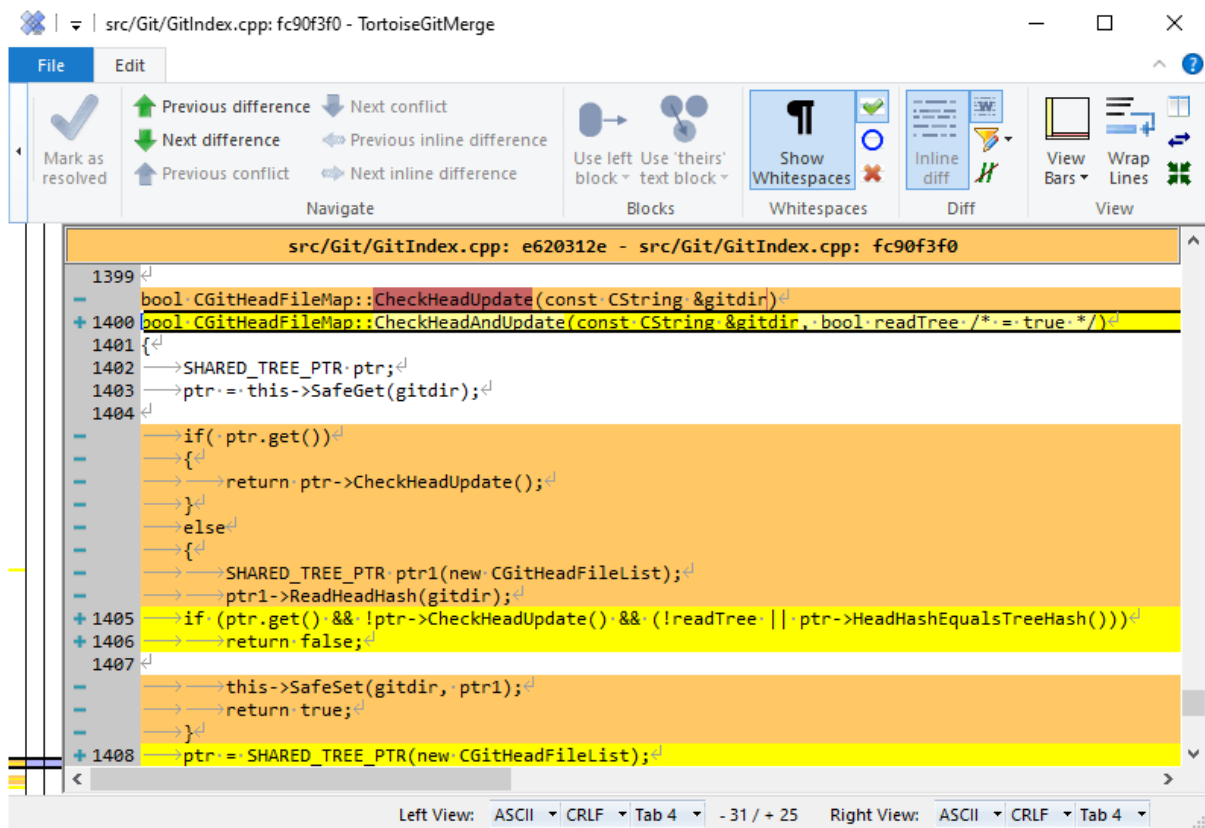 src/Git/GitIndex.cpp: fc90f3f0 - TortoiseGitMerge
File Edit
Mark as resolved
Previous difference
Next difference
Previous conflict
Next conflict
Previous inline difference
Next inline difference
Navigate
Use left block
Use 'theirs' text block
Blocks
Show Whitespaces
Whitespaces
Inline diff
Diff
View Bars
Wrap Lines
View
src/Git/GitIndex.cpp: e620312e - src/Git/GitIndex.cpp: fc90f3f0
1399
bool CGitHeadFileMap::CheckHeadUpdate(const CString &gitdir)
1400 bool CGitHeadFileMap::CheckHeadAndUpdate(const CString &gitdir, bool readTree /* = true */)
1401 {
1402 SHARED_TREE_PTR ptr;
1403 ptr = this->SafeGet(gitdir);
1404
if( ptr.get())
{
return ptr->CheckHeadUpdate();
}
else
{
SHARED_TREE_PTR ptr1(new CGitHeadFileList);
ptr1->ReadHeadHash(gitdir);
1405 if (ptr.get() && !ptr->CheckHeadUpdate() && (!readTree || ptr->HeadHashEqualsTreeHash()))
1406 return false;
1407
this->SafeSet(gitdir, ptr1);
return true;
}
1408 ptr = SHARED_TREE_PTR(new CGitHeadFileList);
Left View: ASCII CRLF Tab 4 - 31 / + 25 Right View: ASCII CRLF Tab 4